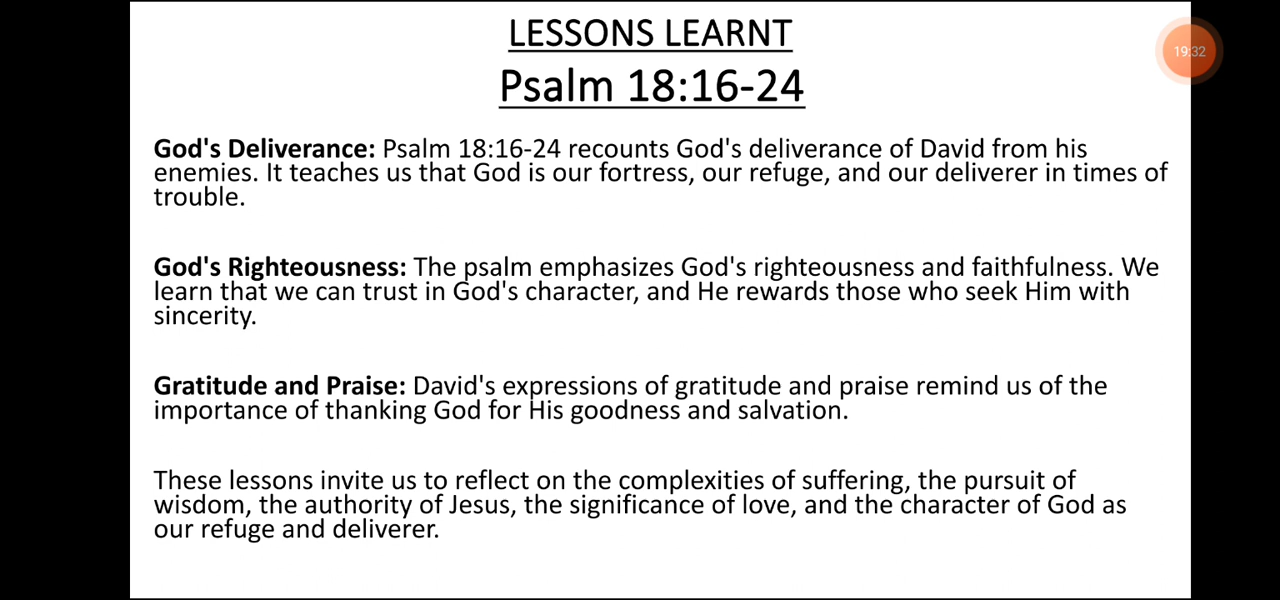 LESSONS LEARNT
Psalm 18:16-24
19:32
God's Deliverance: Psalm 18:16-24 recounts God's deliverance of David from his
enemies. It teaches us that God is our fortress, our refuge, and our deliverer in times of
trouble.
God's Righteousness: The psalm emphasizes God's righteousness and faithfulness. We
learn that we can trust in God's character, and He rewards those who seek Him with
sincerity.
Gratitude and Praise: David's expressions of gratitude and praise remind us of the
importance of thanking God for His goodness and salvation.
These lessons invite us to reflect on the complexities of suffering, the pursuit of
wisdom, the authority of Jesus, the significance of love, and the character of God as
our refuge and deliverer.